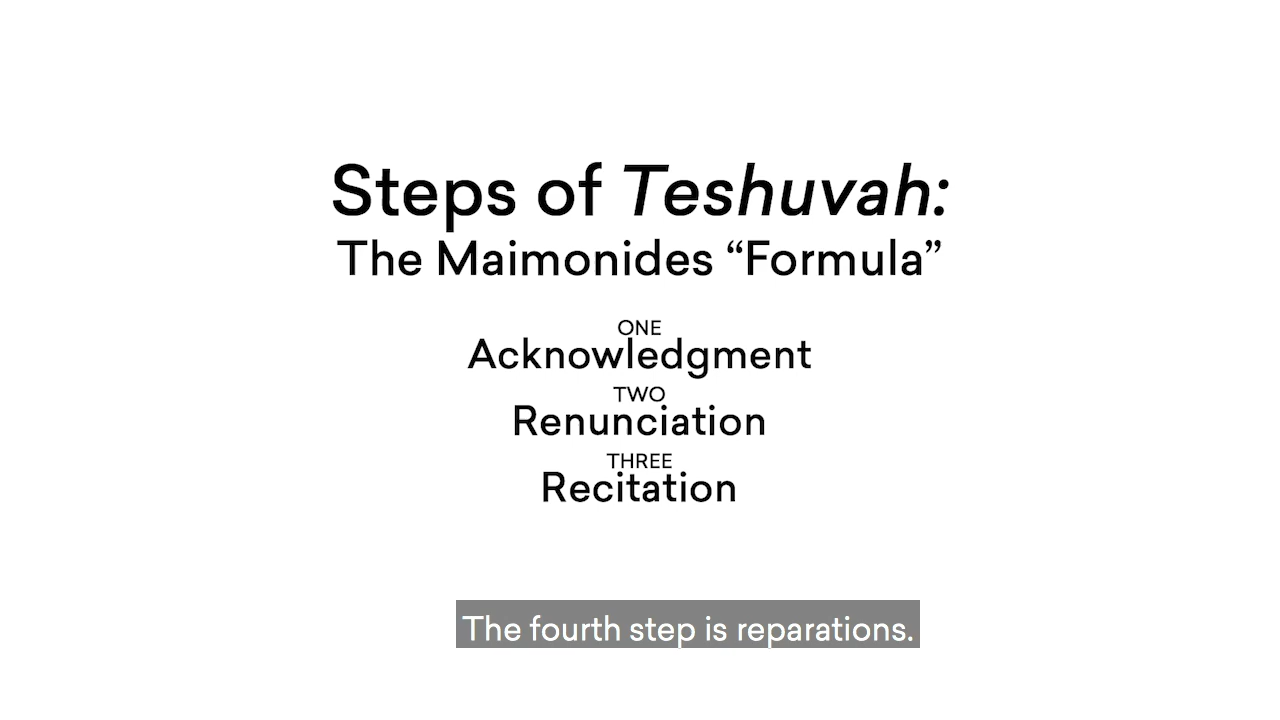 Steps of Teshuvah:
The Maimonides “Formula”
ONE
Acknowledgment
TWO
Renunciation
THREE
Recitation
The fourth step is reparations.